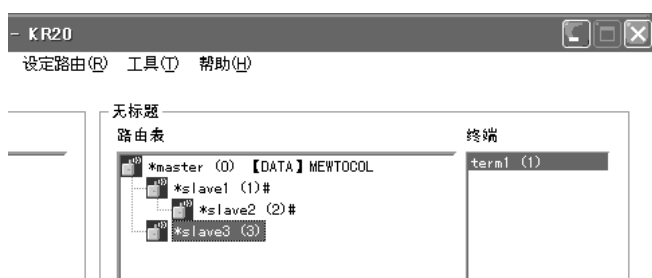 - KR20
设定路由(R) 工具(T) 帮助(H)
无标题
路由表 终端
*master (0) 【DATA】MEWTOCOL term1 (1)
*slave1 (1)#
*slave2 (2)#
*slave3 (3)